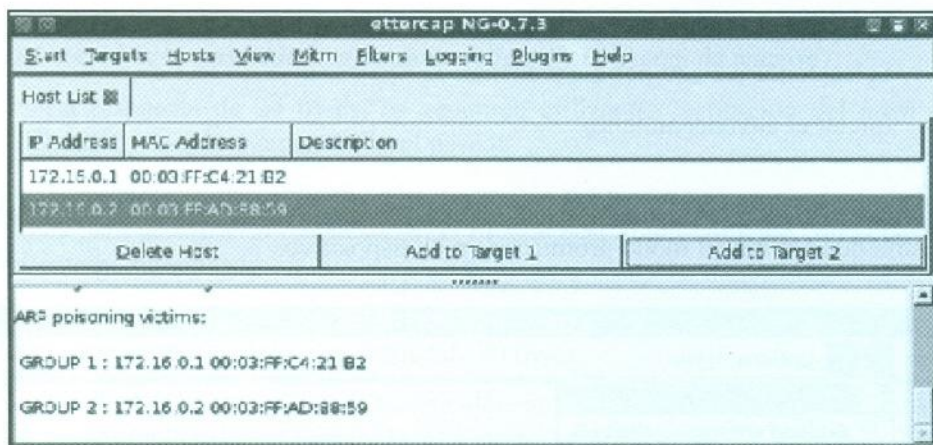 ettercap NG-0.7.3
Start Targets Hosts View Mitm Filters Logging Plugins Help
Host List
IP Address MAC Address Description
172.16.0.1 00:03:FF:C4:21:B2
172.16.0.2 00:03:FF:AD:88:59
Delete Host Add to Target 1 Add to Target 2
ARP poisoning victims:
GROUP 1 : 172.16.0.1 00:03:FF:C4:21:B2
GROUP 2 : 172.16.0.2 00:03:FF:AD:88:59